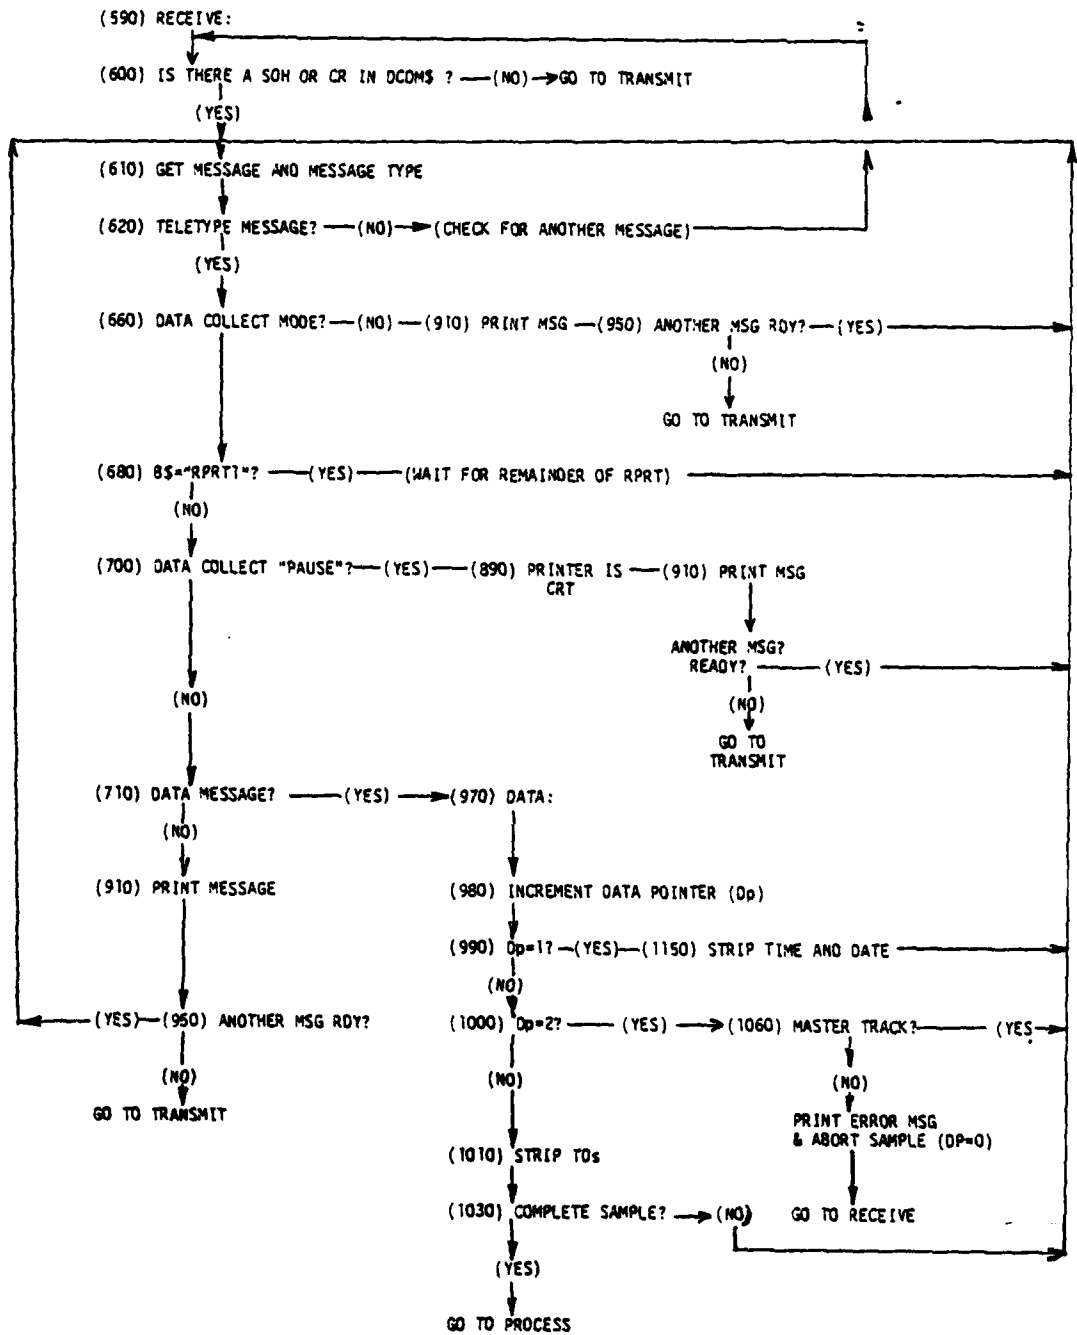 (590) RECEIVE:
(600) IS THERE A SOH OR CR IN DCOM$ ? (NO) GO TO TRANSMIT
(YES)
(610) GET MESSAGE AND MESSAGE TYPE
(620) TELETYPE MESSAGE? (NO) (CHECK FOR ANOTHER MESSAGE)
(YES)
(660) DATA COLLECT MODE? (NO) (910) PRINT MSG (950) ANOTHER MSG RDY? (YES)
(NO)
GO TO TRANSMIT
(680) B$="RPRT1"? (YES) (WAIT FOR REMAINDER OF RPRT)
(NO)
(700) DATA COLLECT "PAUSE"? (YES) (890) PRINTER IS (910) PRINT MSG
CRT
ANOTHER MSG?
READY? (YES)
(NO)
(NO)
GO TO
TRANSMIT
(710) DATA MESSAGE? (YES) (970) DATA:
(NO)
(910) PRINT MESSAGE
(980) INCREMENT DATA POINTER (Dp)
(990) Dp=1? (YES) (1150) STRIP TIME AND DATE
(NO)
(YES) (950) ANOTHER MSG RDY?
(1000) Dp=2? (YES) (1060) MASTER TRACK? (YES
(NO)
(NO)
(NO)
GO TO TRANSMIT
PRINT ERROR MSG
& ABORT SAMPLE (DP=0)
(1010) STRIP TDs
(1030) COMPLETE SAMPLE? (NO) GO TO RECEIVE
(YES)
GO TO PROCESS